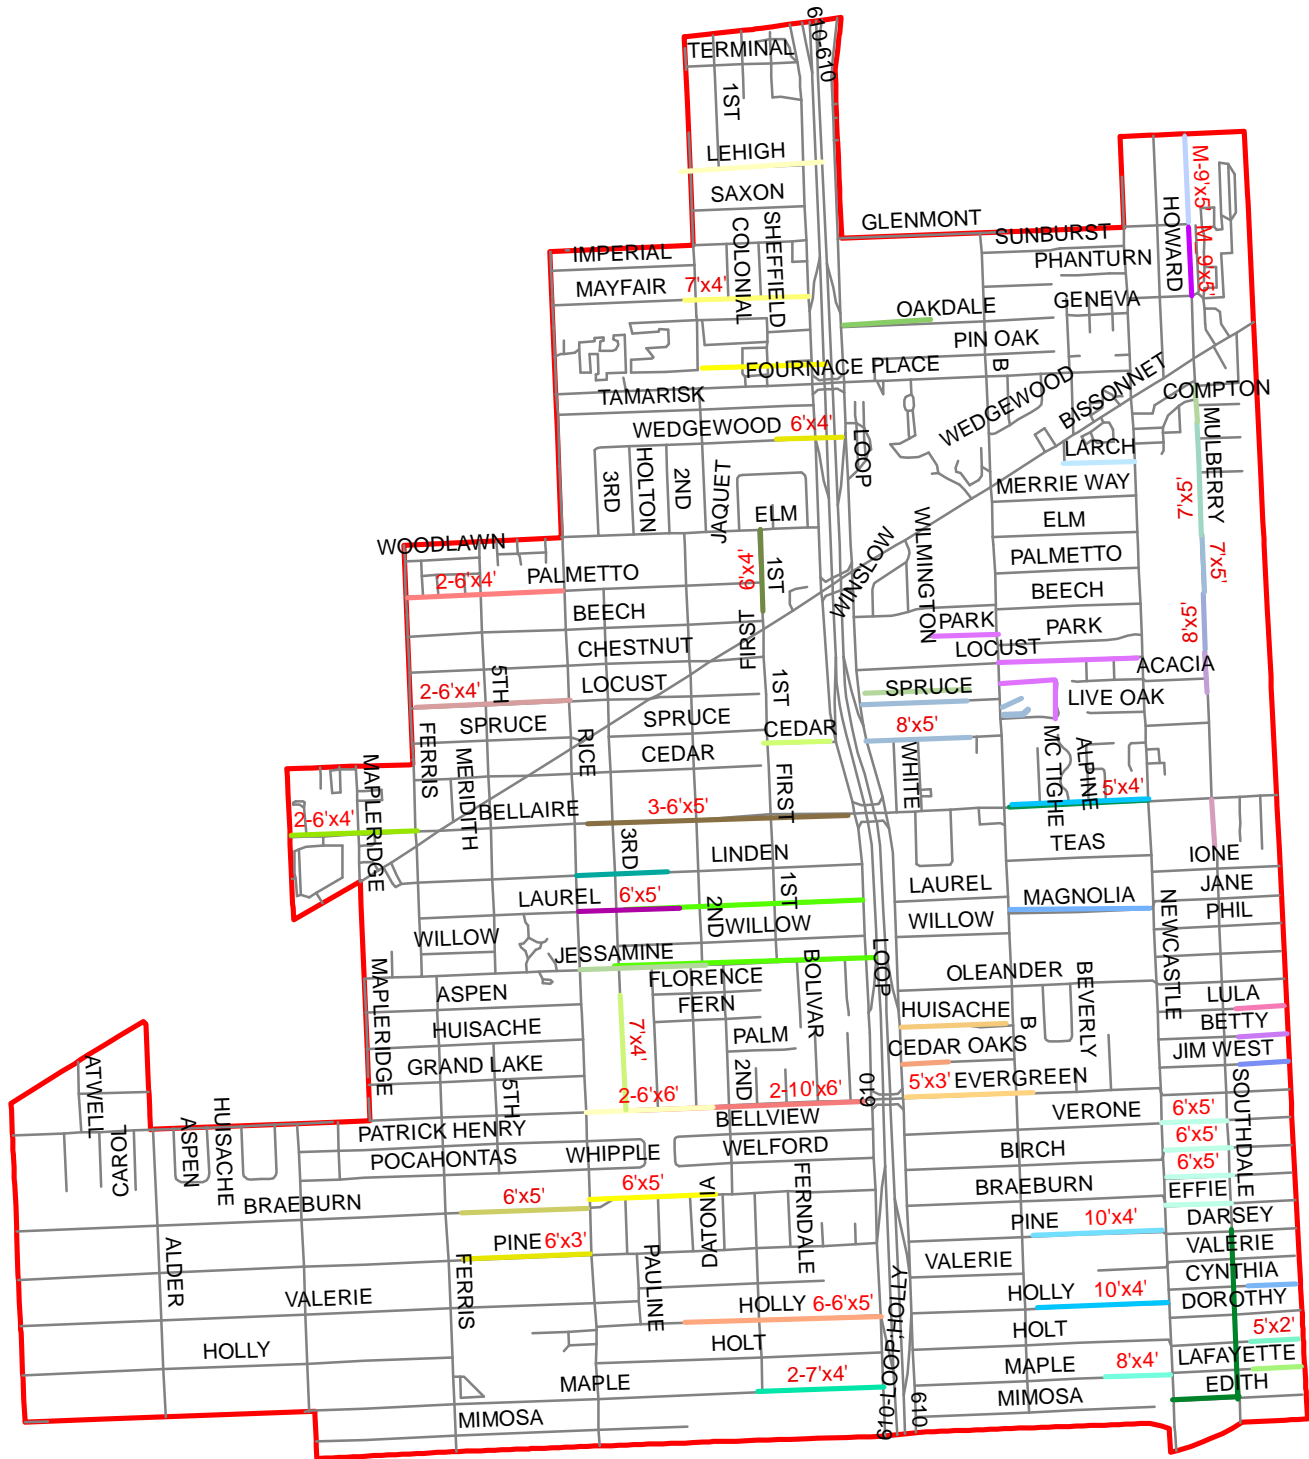 610-610
TERMINAL
1ST
LEHIGH
SAXON
M-9'x5'
HOWARD
GLENMONT
SUNBURST
COLONIAL
SHEFFIELD
M 9'x5'
IMPERIAL
PHANTURN
MAYFAIR
7'x4'
GENEVA
OAKDALE
PIN OAK
FOURNACE PLACE
B
TAMARISK
WEDGEWOOD
BISSONNET
COMPTON
WEDGEWOOD
6'x4'
LOOP
LARCH
MULBERRY
3RD
HOLTON
2ND
JAQUET
MERRIE WAY
7'x5'
ELM
ELM
WOODLAWN
WINSLOW
WILMINGTON
PALMETTO
7'x5'
2-6'x4'
PALMETTO
6'x4'
1ST
BEECH
BEECH
PARK
PARK
8'x5'
CHESTNUT
FIRST
LOCUST
ACACIA
2-6'x4'
5TH
LOCUST
1ST
SPRUCE
LIVE OAK
SPRUCE
SPRUCE
CEDAR
8'x5'
FERRIS
MERIDITH
RICE
CEDAR
WHITE
MC TIGHE
ALPINE
MAPLERIDGE
2-6'x4'
BELLAIRE
3-6'x5'
FIRST
5'x4'
3RD
LINDEN
TEAS
IONE
LAUREL
6'x5'
1ST
LAUREL
MAGNOLIA
JANE
2ND
WILLOW
WILLOW
NEWCASTLE
PHIL
WILLOW
JESSAMINE
LOOP
MAPLERIDGE
ASPEN
FLORENCE
BOLIVAR
OLEANDER
BEVERLY
LULA
FERN
HUISACHE
B
BETTY
HUISACHE
7'x4'
PALM
CEDAR OAKS
JIM WEST
GRAND LAKE
2ND
5'x3'
EVERGREEN
ATWELL
5TH
2-6'x6'
2-10'x6'
610
SOUTHDALE
HUISACHE
BELLVIEW
VERONE
6'x5'
CAROL
ASPEN
PATRICK HENRY
6'x5'
POCAHONTAS
WHIPPLE
WELFORD
BIRCH
6'x5'
BRAEBURN
6'x5'
6'x5'
DATONIA
FERNDALE
BRAEBURN
EFFIE
PINE
10'x4'
DARSEY
ALDER
PINE
6'x3'
VALERIE
VALERIE
FERRIS
PAULINE
CYNTHIA
VALERIE
HOLLY
6-6'x5'
HOLLY
10'x4'
DOROTHY
HOLLY
HOLT
610-LOOP,HOLLY
HOLT
5'x2'
LAFAYETTE
MAPLE
2-7'x4'
MAPLE
8'x4'
EDITH
MIMOSA
610
MIMOSA